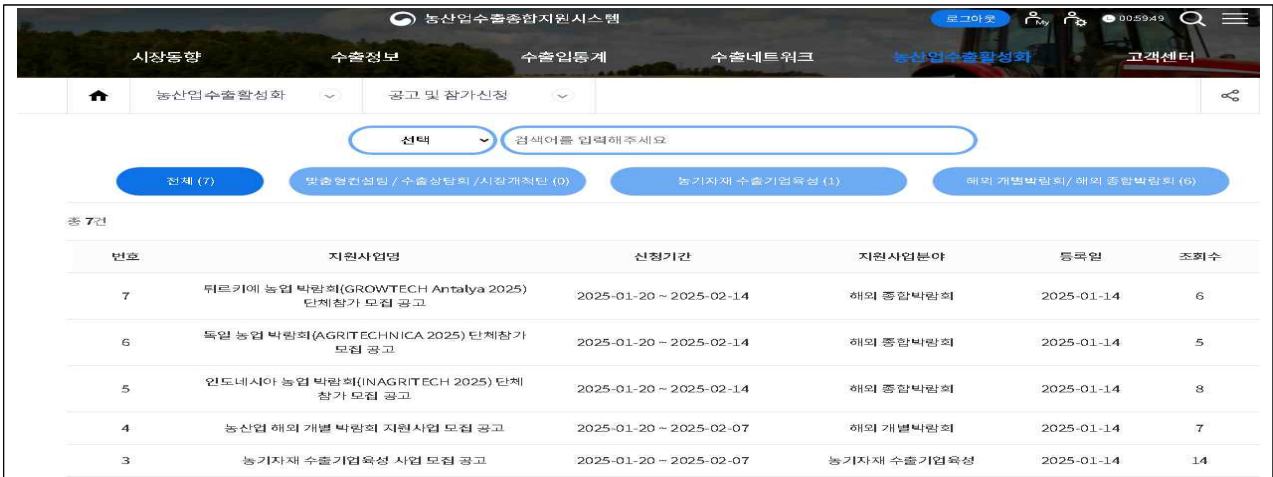 농산업수출종합지원시스템
로그아웃 My 00:59:49
시장동향 수출정보 수출입통계 수출네트워크 농산업수출활성화 고객센터
농산업수출활성화 공고 및 참가신청
선택 검색어를 입력해주세요
전체 (7) 맞춤형컨설팅 / 수출상담회 /시장개척단 (0) 농기자재 수출기업육성 (1) 해외 개별박람회/ 해외 종합박람회 (6)
총 7건
번호 지원사업명 신청기간 지원사업분야 등록일 조회수
7 튀르키예 농업 박람회(GROWTECH Antalya 2025) 단체참가 모집 공고 2025-01-20 ~ 2025-02-14 해외 종합박람회 2025-01-14 6
6 독일 농업 박람회(AGRITECHNICA 2025) 단체참가 모집 공고 2025-01-20 ~ 2025-02-14 해외 종합박람회 2025-01-14 5
5 인도네시아 농업 박람회(INAGRITECH 2025) 단체 참가 모집 공고 2025-01-20 ~ 2025-02-14 해외 종합박람회 2025-01-14 8
4 농산업 해외 개별 박람회 지원사업 모집 공고 2025-01-20 ~ 2025-02-07 해외 개별박람회 2025-01-14 7
3 농기자재 수출기업육성 사업 모집 공고 2025-01-20 ~ 2025-02-07 농기자재 수출기업육성 2025-01-14 14